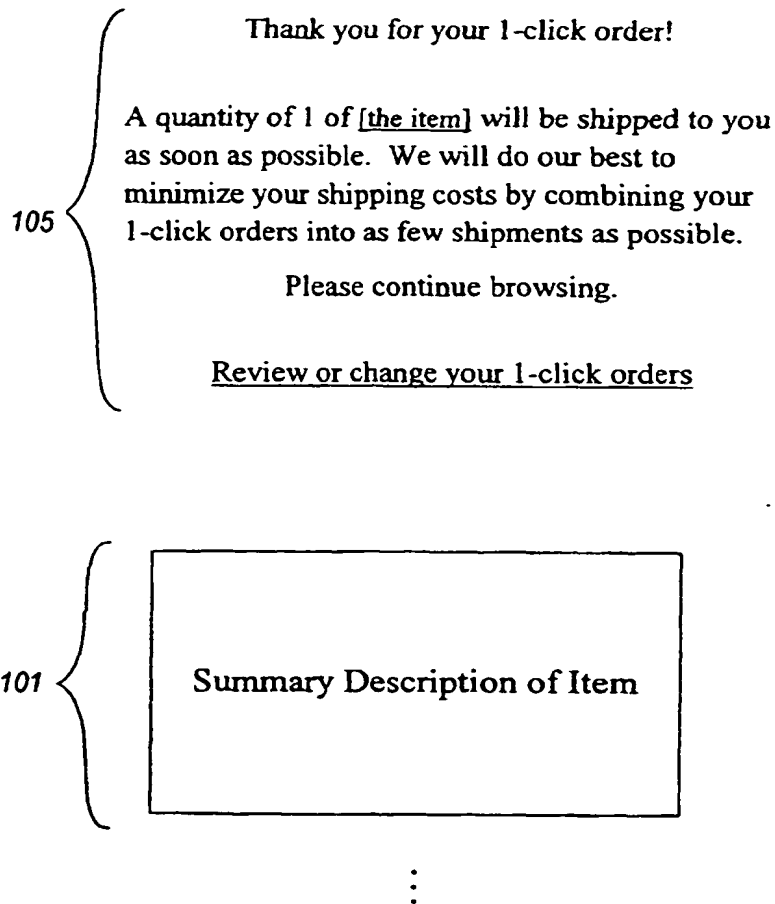 Thank you for your 1-click order!
A quantity of 1 of [the item] will be shipped to you
as soon as possible. We will do our best to
minimize your shipping costs by combining your
1-click orders into as few shipments as possible.
105
Please continue browsing.
Review or change your 1-click orders
101
Summary Description of Item